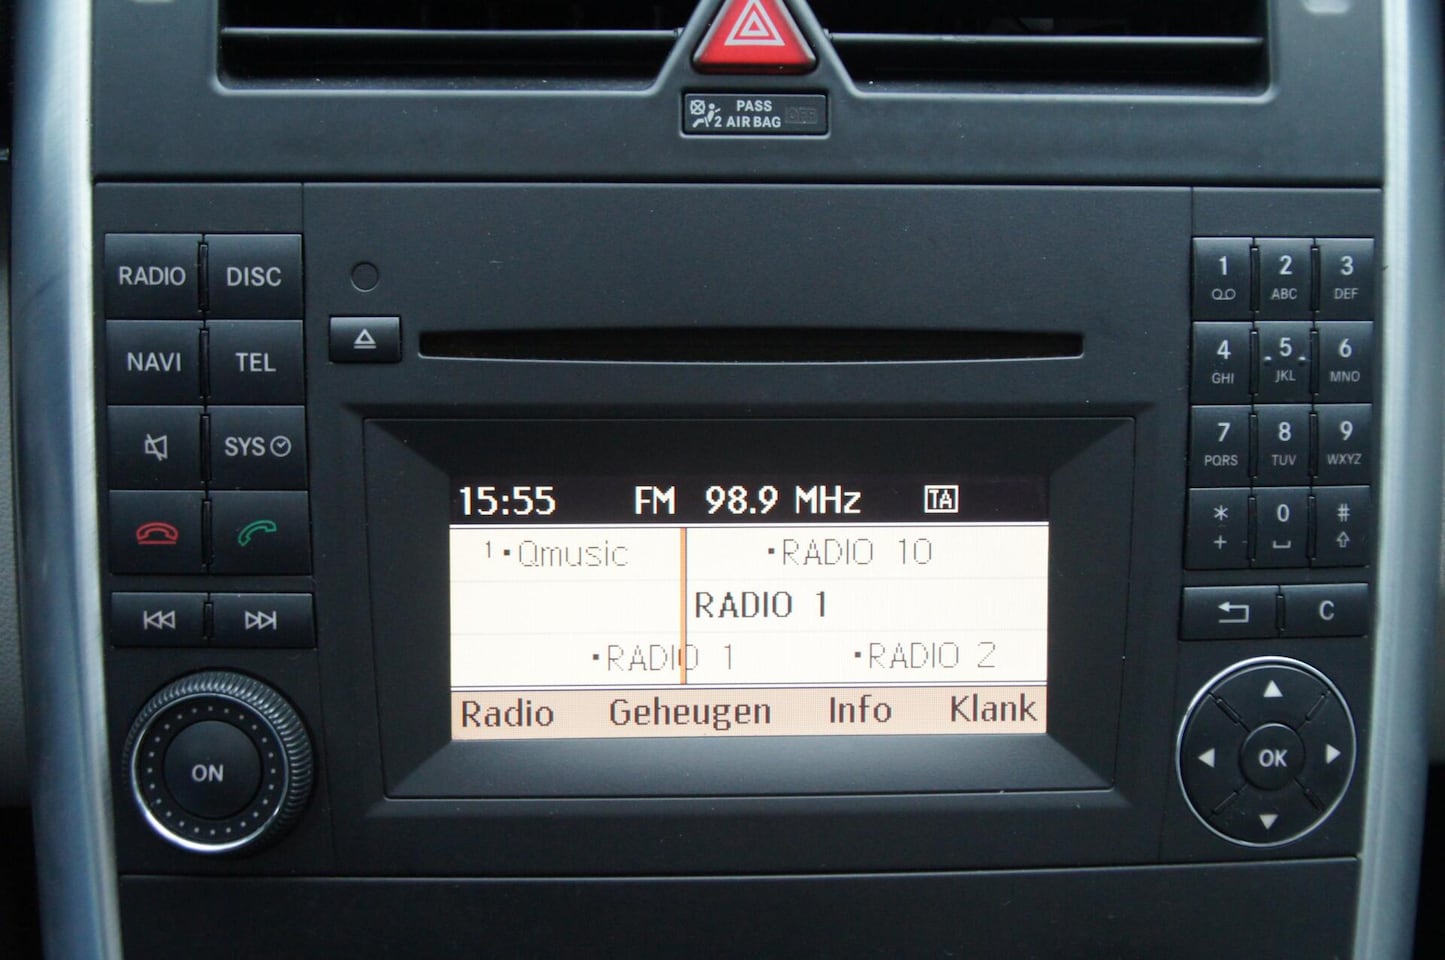 PASS
2 AIRBAG OFF
RADIO DISC
NAVI TEL
SYS
ON
15:55 FM 98.9 MHz TA
1 ▪Qmusic ▪RADIO 10
RADIO 1
▪RADIO 1 ▪RADIO 2
Radio Geheugen Info Klank
1 2 3
ABC DEF
4 5 6
GHI JKL MNO
7 8 9
PQRS TUV WXYZ
* 0 #
+
C
OK